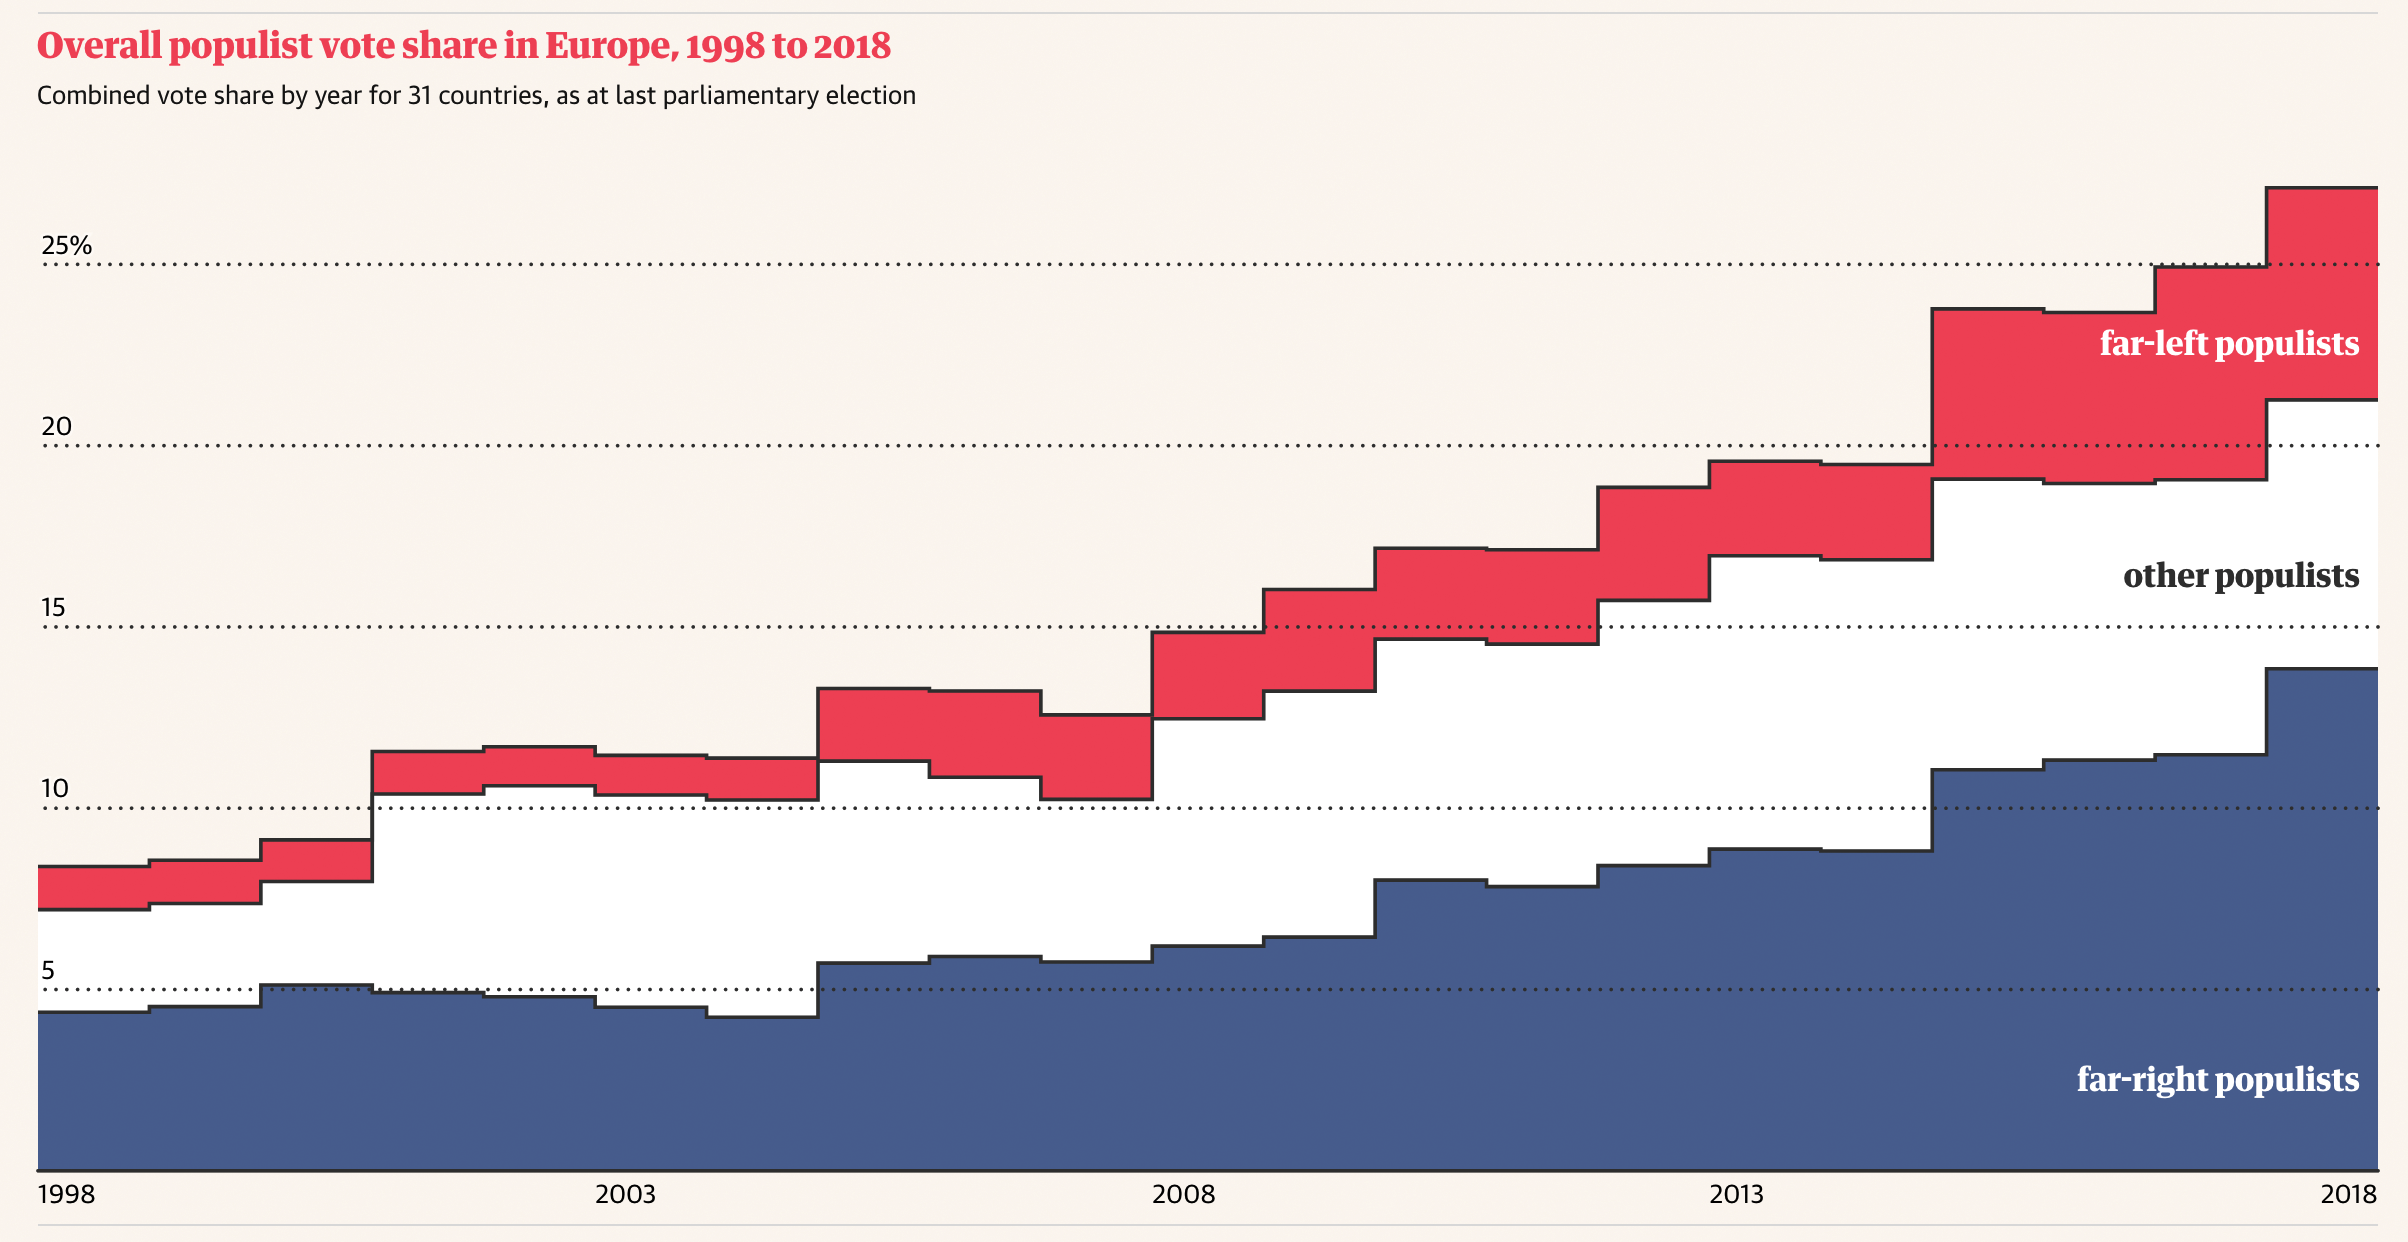 Overall populist vote share in Europe, 1998 to 2018
Combined vote share by year for 31 countries, as at last parliamentary election
25%
far-left populists
20
other populists
15
10
5
far-right populists
1998 2003 2008 2013 2018